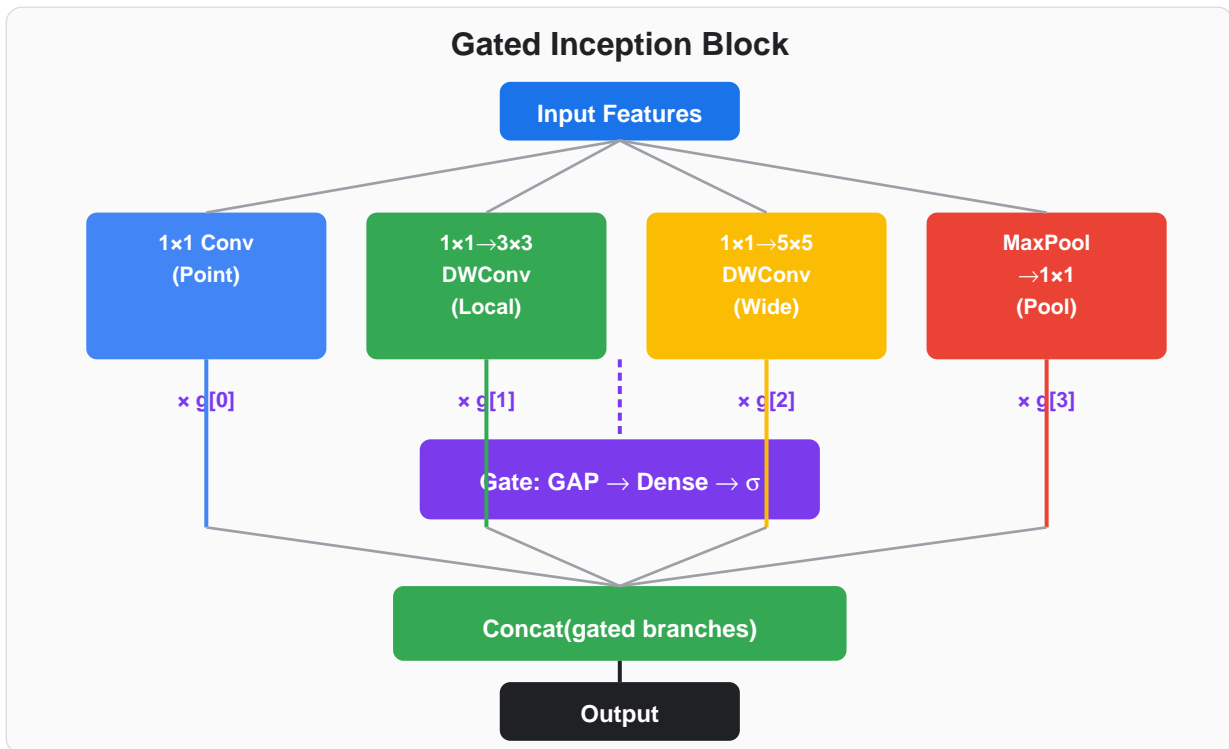 Gated Inception Block
Input Features
1×1 Conv
(Point)
1×1→3×3
DWConv
(Local)
1×1→5×5
DWConv
(Wide)
MaxPool
→1×1
(Pool)
× g[0]
× g[1]
× g[2]
× g[3]
Gate: GAP → Dense → σ
Concat(gated branches)
Output